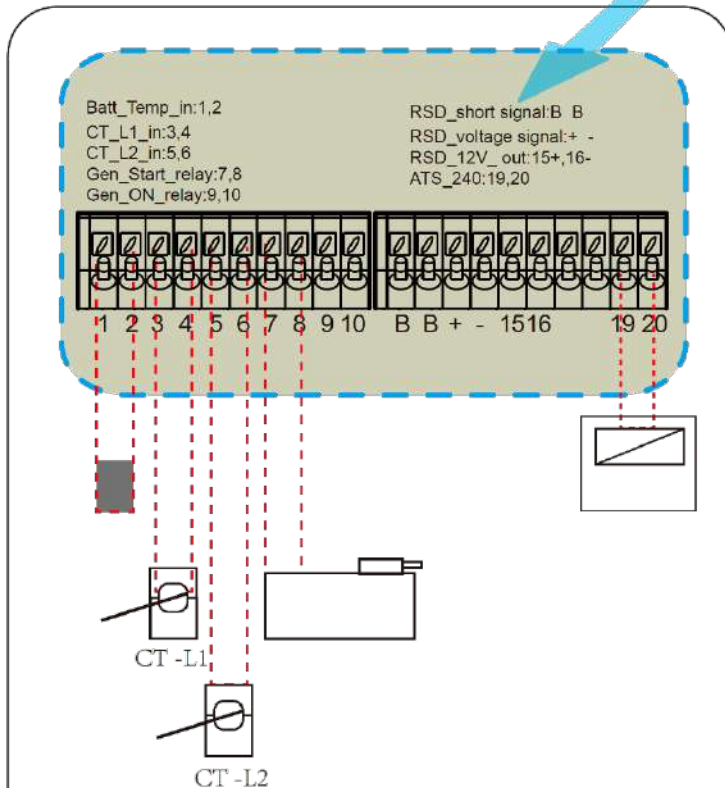 Batt_Temp_in:1,2
CT_L1_in:3,4
CT_L2_in:5,6
Gen_Start_relay:7,8
Gen_ON_relay:9,10
RSD_short signal:B B
RSD_voltage signal:+ -
RSD_12V_ out:15+,16-
ATS_240:19,20
1 2 3 4 5 6 7 8 9 10 B B + - 15 16 19 20
CT -L1
CT -L2